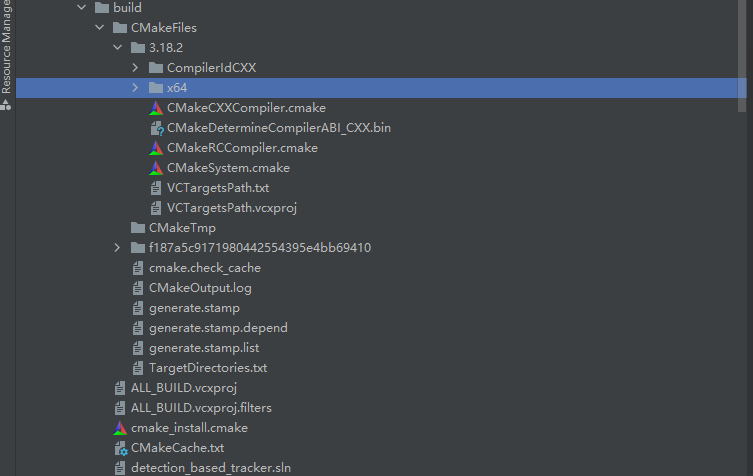 Resource Manager
build
CMakeFiles
3.18.2
CompilerIdCXX
x64
CMakeCXXCompiler.cmake
CMakeDetermineCompilerABI_CXX.bin
CMakeRCCompiler.cmake
CMakeSystem.cmake
VCTargetsPath.txt
VCTargetsPath.vcxproj
CMakeTmp
f187a5c9171980442554395e4bb69410
cmake.check_cache
CMakeOutput.log
generate.stamp
generate.stamp.depend
generate.stamp.list
TargetDirectories.txt
ALL_BUILD.vcxproj
ALL_BUILD.vcxproj.filters
cmake_install.cmake
CMakeCache.txt
detection_based_tracker.sln